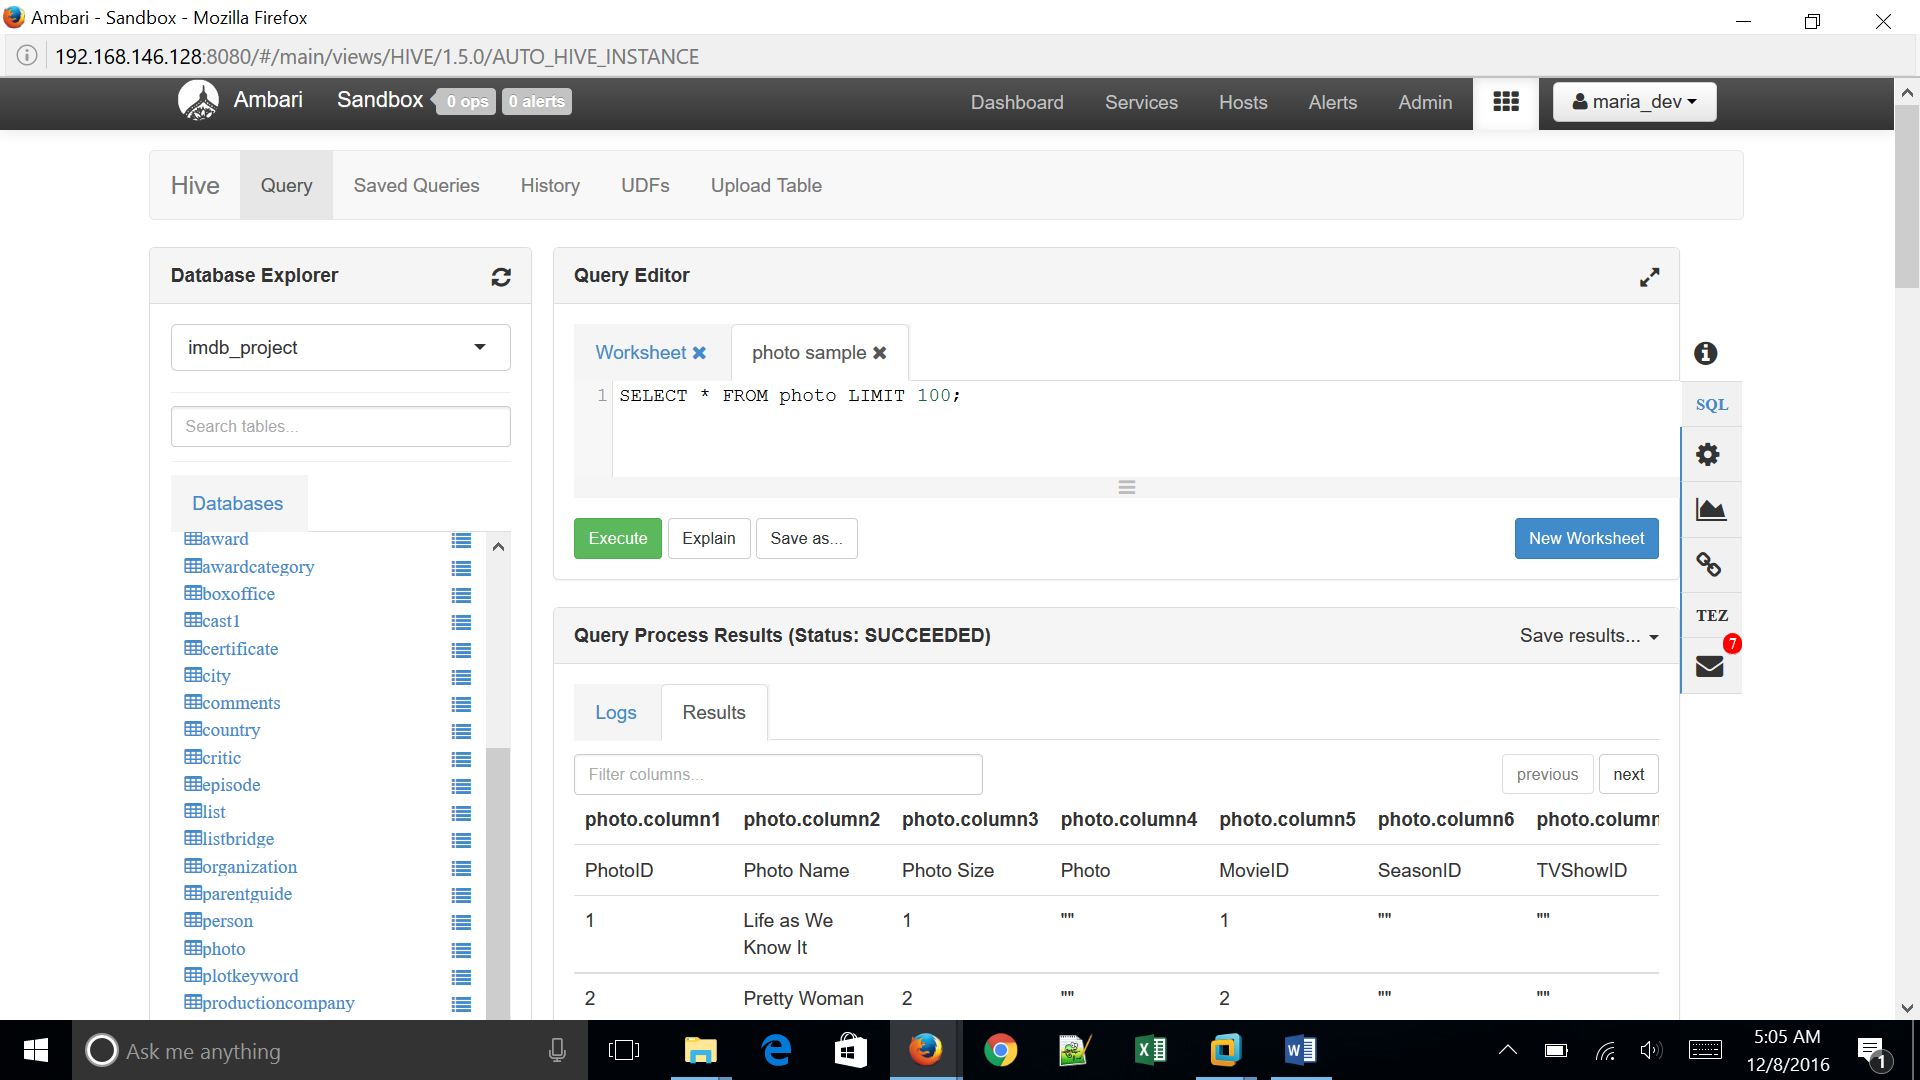 Ambari - Sandbox - Mozilla Firefox
192.168.146.128:8080/#/main/views/HIVE/1.5.0/AUTO_HIVE_INSTANCE
Ambari Sandbox 0 ops 0 alerts Dashboard Services Hosts Alerts Admin maria_dev
Hive Query Saved Queries History UDFs Upload Table
Database Explorer
imdb_project
Search tables...
Databases
award
awardcategory
boxoffice
cast1
certificate
city
comments
country
critic
episode
list
listbridge
organization
parentguide
person
photo
plotkeyword
productioncompany
Query Editor
Worksheet photo sample
1 SELECT * FROM photo LIMIT 100;
Execute Explain Save as... New Worksheet
SQL
TEZ
7
Query Process Results (Status: SUCCEEDED) Save results...
Logs Results
Filter columns... previous next
photo.column1 photo.column2 photo.column3 photo.column4 photo.column5 photo.column6 photo.column
PhotoID Photo Name Photo Size Photo MovieID SeasonID TVShowID
1 Life as We Know It 1 "" 1 "" ""
2 Pretty Woman 2 "" 2 "" ""
Ask me anything
5:05 AM
12/8/2016
1